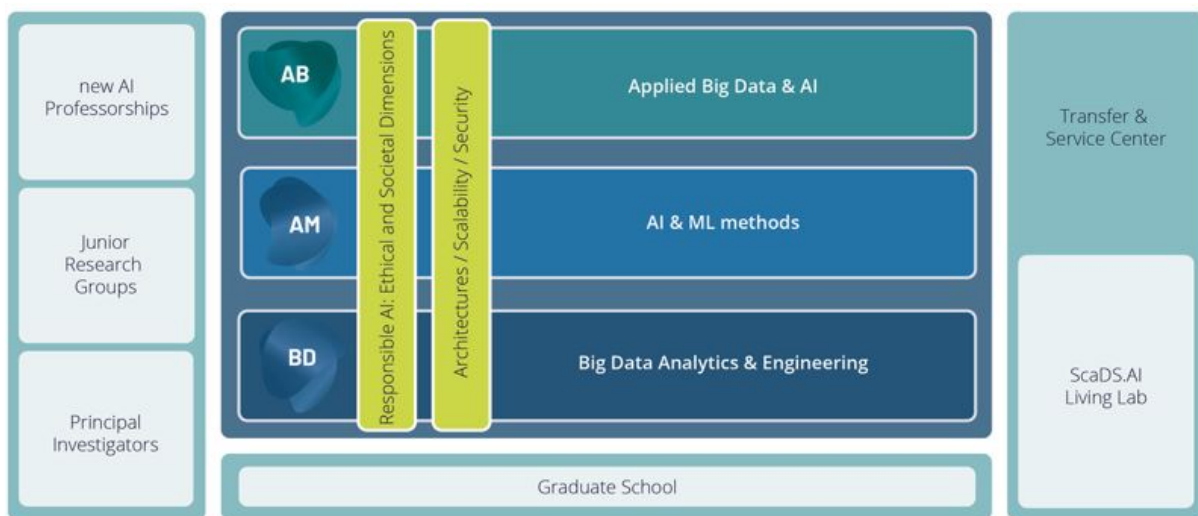 new AI
Professorships
Junior
Research
Groups
Principal
Investigators
AB
Applied Big Data & AI
AM
AI & ML methods
BD
Big Data Analytics & Engineering
Responsible AI: Ethical and Societal Dimensions
Architectures / Scalability / Security
Graduate School
Transfer &
Service Center
ScaDS.AI
Living Lab